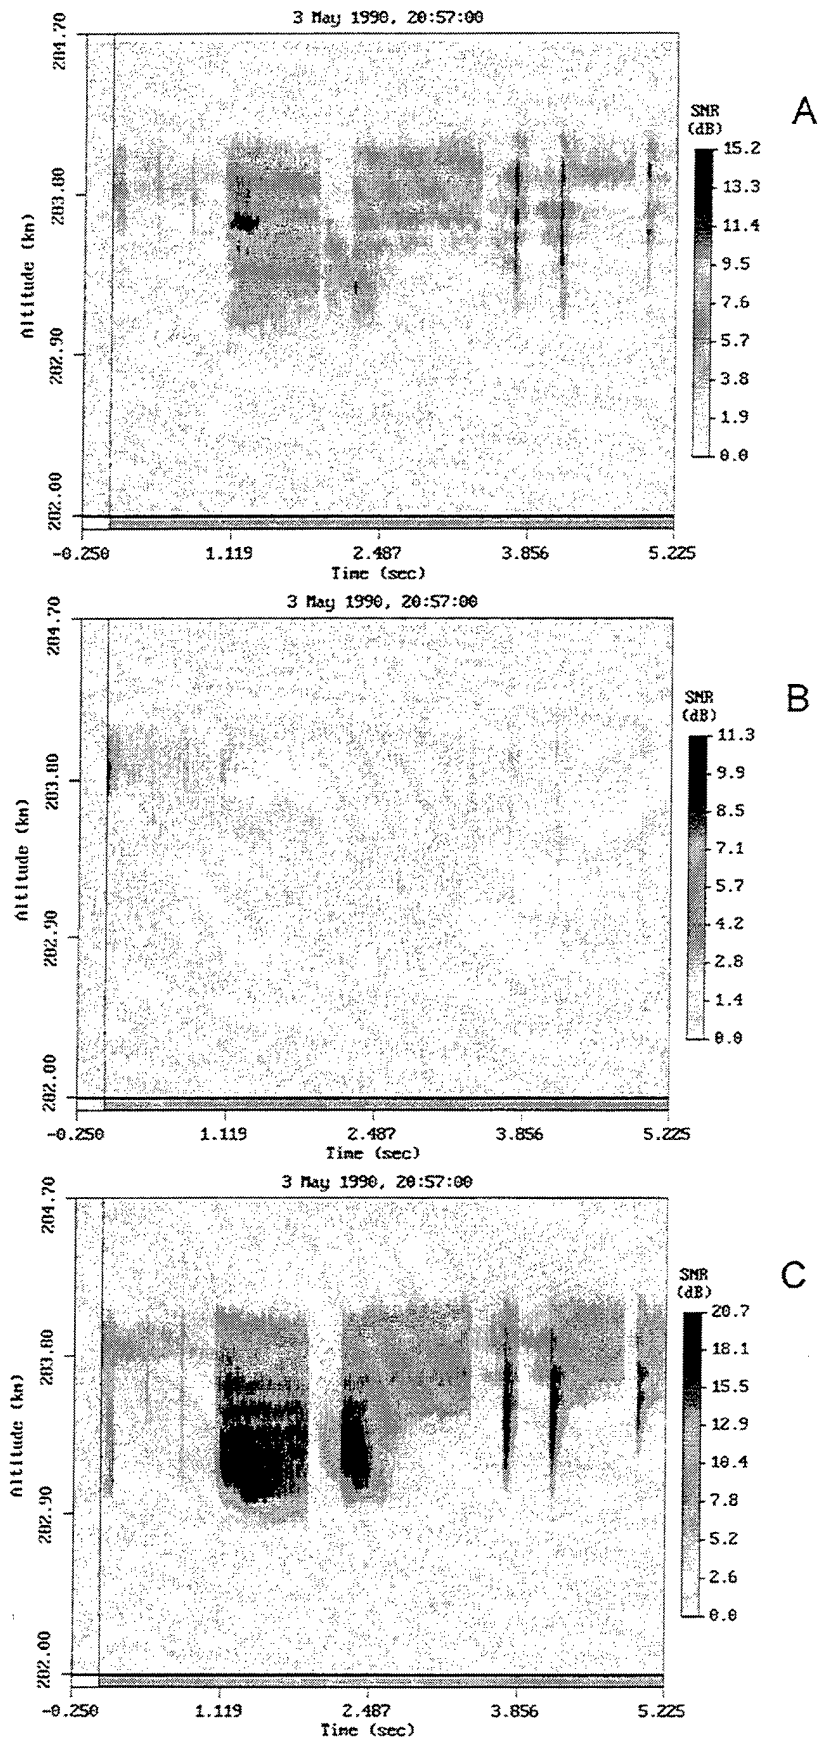 3 May 1990, 20:57:00
A
SNR
(dB)
15.2
13.3
11.4
9.5
7.6
5.7
3.8
1.9
0.0
204.70
203.80
202.90
202.00
Altitude (km)
-0.250 1.119 2.487 3.856 5.225
Time (sec)
3 May 1990, 20:57:00
B
SNR
(dB)
11.3
9.9
8.5
7.1
5.7
4.2
2.8
1.4
0.0
204.70
203.80
202.90
202.00
Altitude (km)
-0.250 1.119 2.487 3.856 5.225
Time (sec)
3 May 1990, 20:57:00
C
SNR
(dB)
20.7
18.1
15.5
12.9
10.4
7.8
5.2
2.6
0.0
204.70
203.80
202.90
202.00
Altitude (km)
-0.250 1.119 2.487 3.856 5.225
Time (sec)